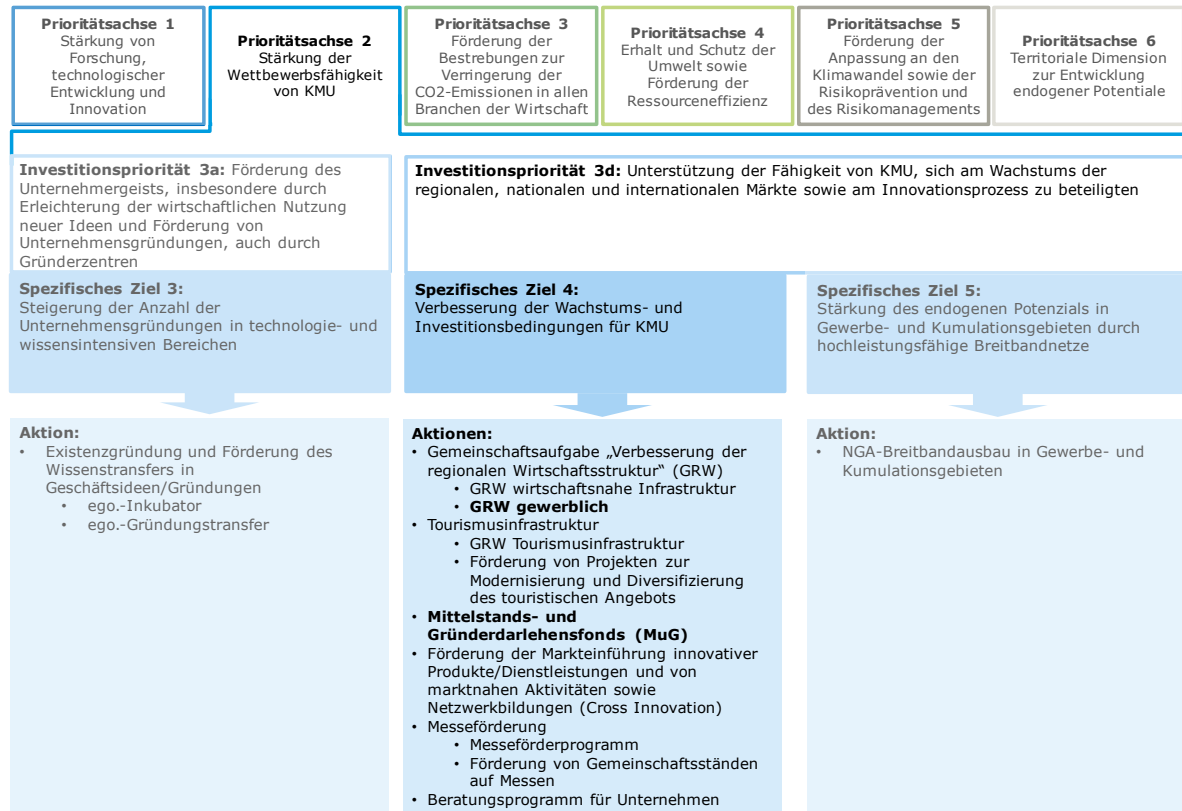 Prioritätsachse 1
Stärkung von
Forschung,
technologischer
Entwicklung und
Innovation
Prioritätsachse 2
Stärkung der
Wettbewerbsfähigkeit
von KMU
Prioritätsachse 3
Förderung der
Bestrebungen zur
Verringerung der
CO2-Emissionen in allen
Branchen der Wirtschaft
Prioritätsachse 4
Erhalt und Schutz der
Umwelt sowie
Förderung der
Ressourceneffizienz
Prioritätsachse 5
Förderung der
Anpassung an den
Klimawandel sowie der
Risikoprävention und
des Risikomanagements
Prioritätsachse 6
Territoriale Dimension
zur Entwicklung
endogener Potentiale
Investitionspriorität 3a: Förderung des
Unternehmergeists, insbesondere durch
Erleichterung der wirtschaftlichen Nutzung
neuer Ideen und Förderung von
Unternehmensgründungen, auch durch
Gründerzentren
Investitionspriorität 3d: Unterstützung der Fähigkeit von KMU, sich am Wachstums der
regionalen, nationalen und internationalen Märkte sowie am Innovationsprozess zu beteiligten
Spezifisches Ziel 3:
Steigerung der Anzahl der
Unternehmensgründungen in technologie- und
wissensintensiven Bereichen
Spezifisches Ziel 4:
Verbesserung der Wachstums- und
Investitionsbedingungen für KMU
Spezifisches Ziel 5:
Stärkung des endogenen Potenzials in
Gewerbe- und Kumulationsgebieten durch
hochleistungsfähige Breitbandnetze
Aktion:
• Existenzgründung und Förderung des
Wissenstransfers in
Geschäftsideen/Gründungen
• ego.-Inkubator
• ego.-Gründungstransfer
Aktionen:
• Gemeinschaftsaufgabe „Verbesserung der
regionalen Wirtschaftsstruktur“ (GRW)
• GRW wirtschaftsnahe Infrastruktur
• GRW gewerblich
• Tourismusinfrastruktur
• GRW Tourismusinfrastruktur
• Förderung von Projekten zur
Modernisierung und Diversifizierung
des touristischen Angebots
• Mittelstands- und
Gründerdarlehensfonds (MuG)
• Förderung der Markteinführung innovativer
Produkte/Dienstleistungen und von
marktnahen Aktivitäten sowie
Netzwerkbildungen (Cross Innovation)
• Messeförderung
• Messeförderprogramm
• Förderung von Gemeinschaftsständen
auf Messen
• Beratungsprogramm für Unternehmen
Aktion:
• NGA-Breitbandausbau in Gewerbe- und
Kumulationsgebieten